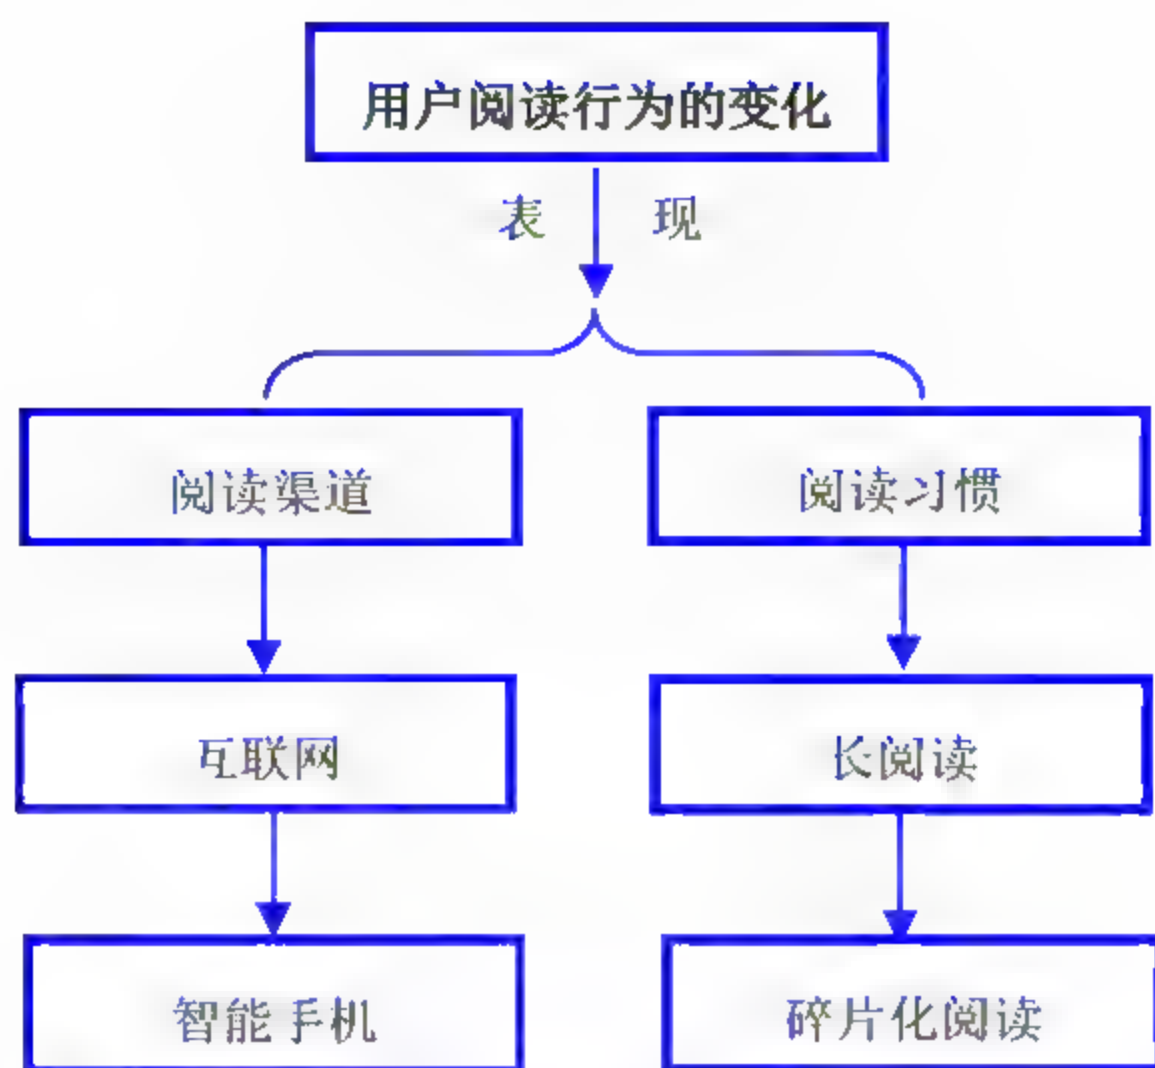 用户阅读行为的变化
表 现
阅读渠道 阅读习惯
互联网 长阅读
智能手机 碎片化阅读